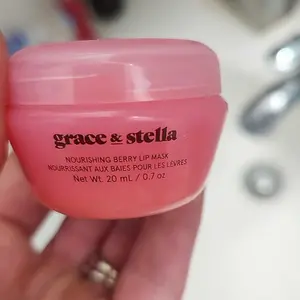 grace & stella
NOURISHING BERRY LIP MASK
NOURRISSANT AUX BAIES POUR LES LÈVRES
Net Wt. 20 mL / 0.7 oz